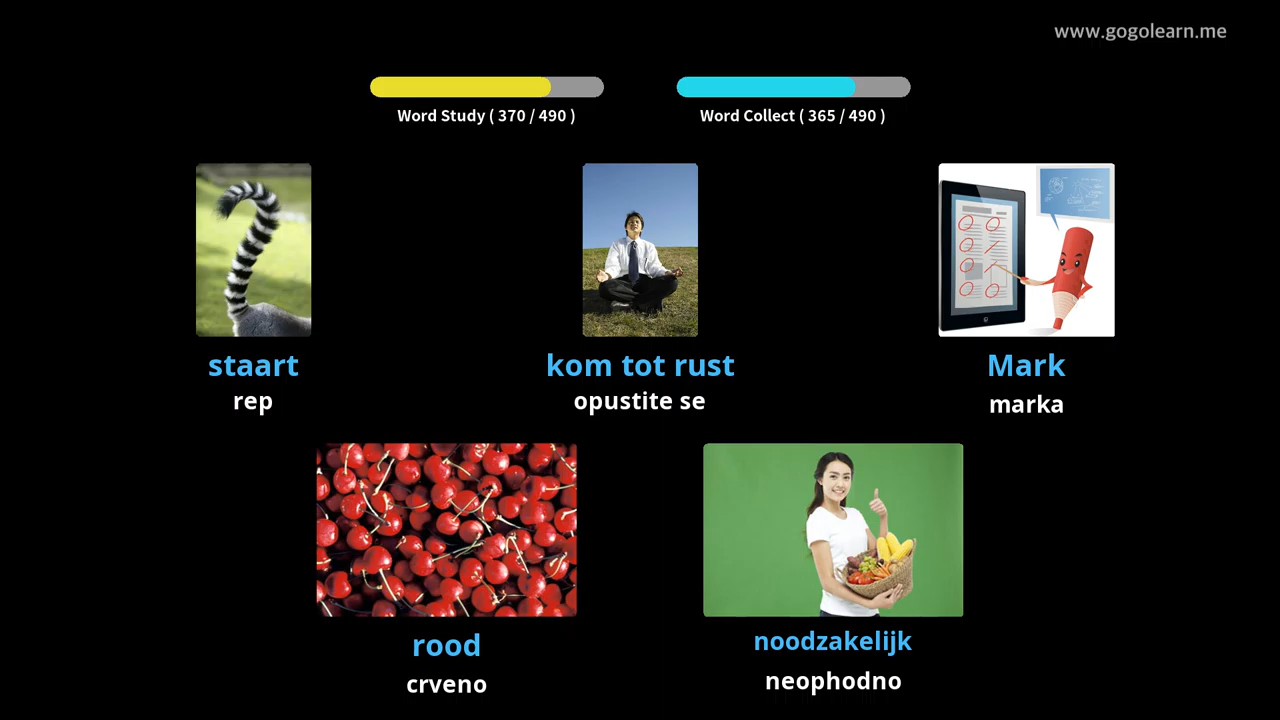 www.gogolearn.me
Word Study ( 370 / 490 )
Word Collect ( 365 / 490 )
staart
rep
kom tot rust
opustite se
Mark
marka
rood
crveno
noodzakelijk
neophodno